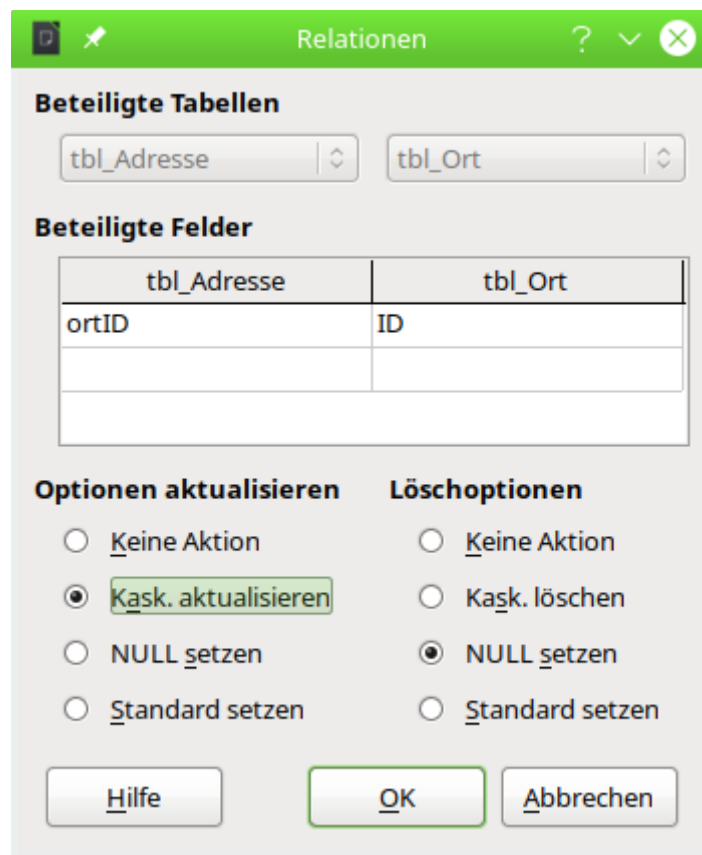 Relationen
Beteiligte Tabellen
tbl_Adresse tbl_Ort
Beteiligte Felder
tbl_Adresse tbl_Ort
ortID ID
Optionen aktualisieren Löschoptionen
Keine Aktion Keine Aktion
Kask. aktualisieren Kask. löschen
NULL setzen NULL setzen
Standard setzen Standard setzen
Hilfe OK Abbrechen